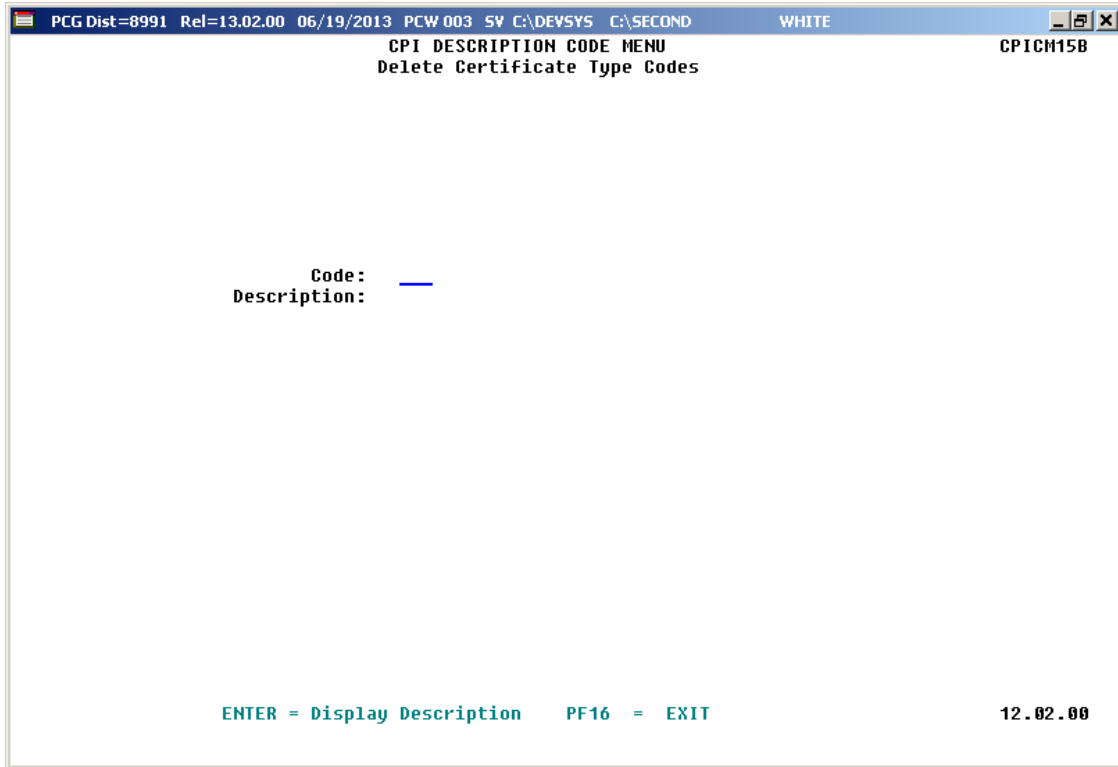 PCG Dist=8991 Rel=13.02.00 06/19/2013 PCW 003 SV C:\DEVSYS C:\SECOND WHITE
CPI DESCRIPTION CODE MENU CPICM15B
Delete Certificate Type Codes
Code: ___
Description:
ENTER = Display Description PF16 = EXIT 12.02.00